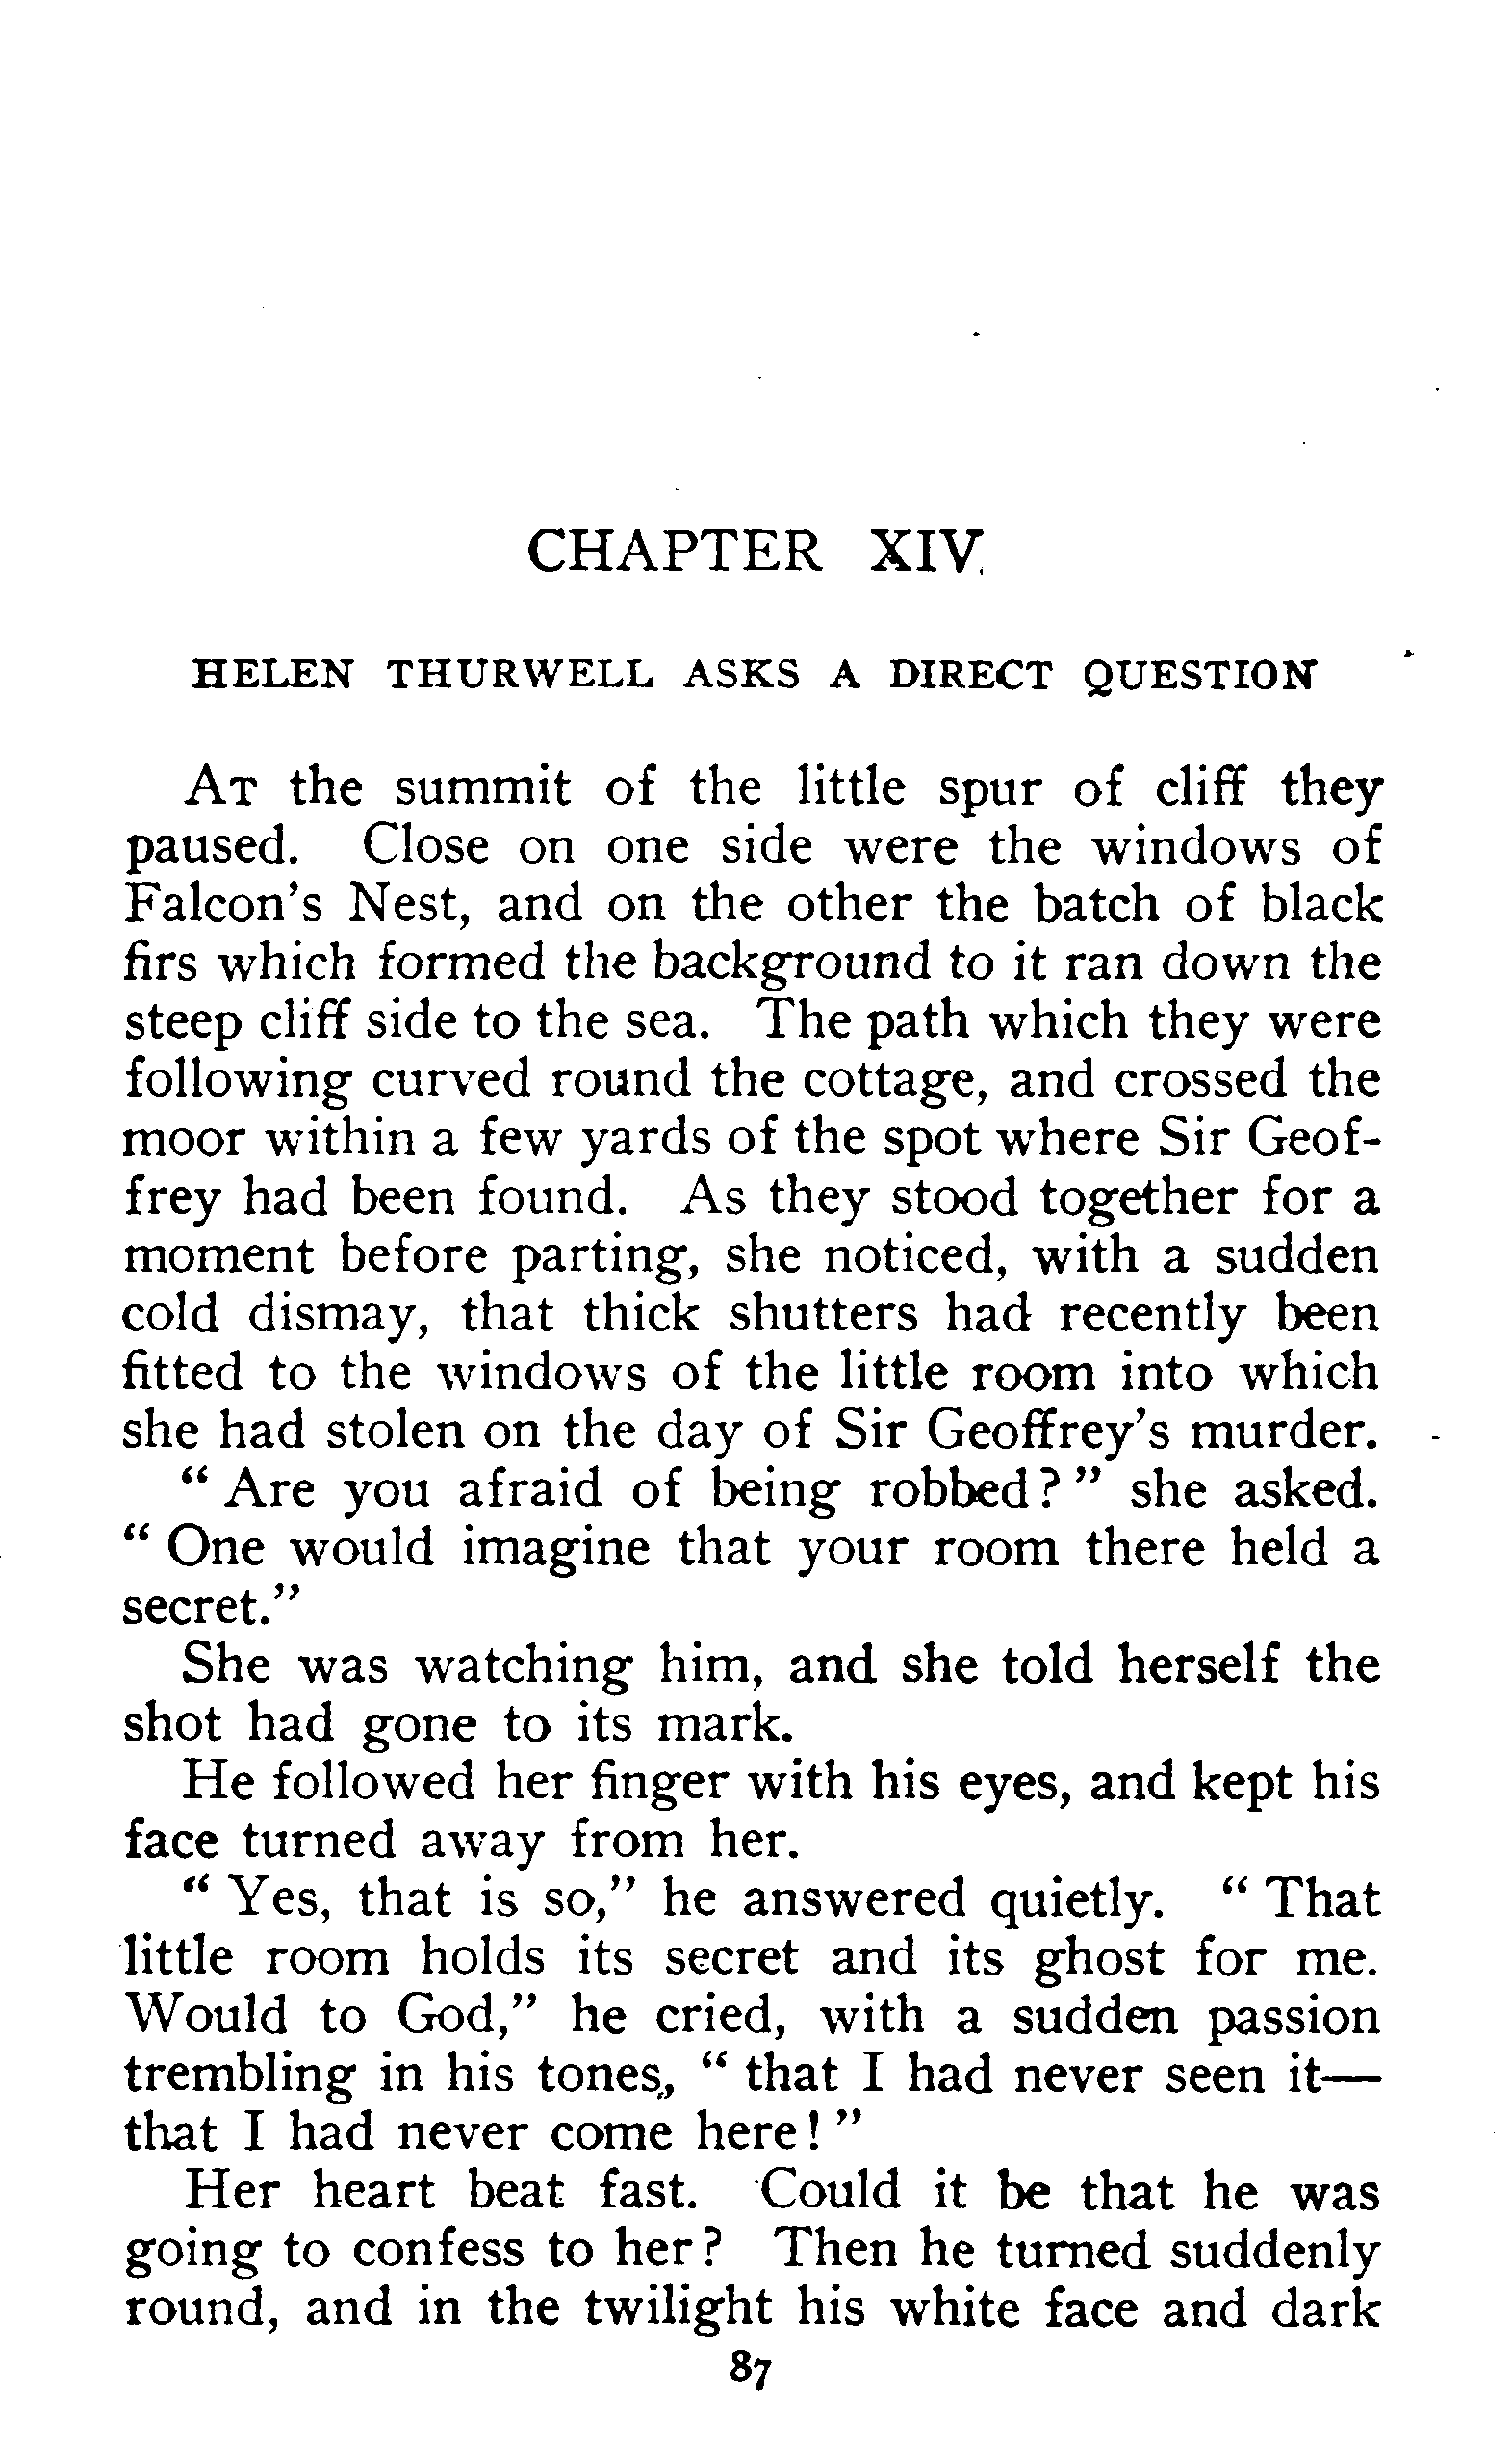 CHAPTER XIV.
HELEN THURWELL ASKS A DIRECT QUESTION
At the summit of the little spur of cliff they
paused. Close on one side were the windows of
Falcon's Nest, and on the other the batch of black
firs which formed the background to it ran down the
steep cliff side to the sea. The path which they were
following curved round the cottage, and crossed the
moor within a few yards of the spot where Sir Geof-
frey had been found. As they stood together for a
moment before parting, she noticed, with a sudden
cold dismay, that thick shutters had recently been
fitted to the windows of the little room into which
she had stolen on the day of Sir Geoffrey's murder.
" Are you afraid of being robbed? " she asked.
" One would imagine that your room there held a
secret."
She was watching him, and she told herself the
shot had gone to its mark.
He followed her finger with his eyes, and kept his
face turned away from her.
" Yes, that is so," he answered quietly. " That
little room holds its secret and its ghost for me.
Would to God," he cried, with a sudden passion
trembling in his tones, " that I had never seen it—
that I had never come here! "
Her heart beat fast. Could it be that he was
going to confess to her? Then he turned suddenly
round, and in the twilight his white face and dark
87